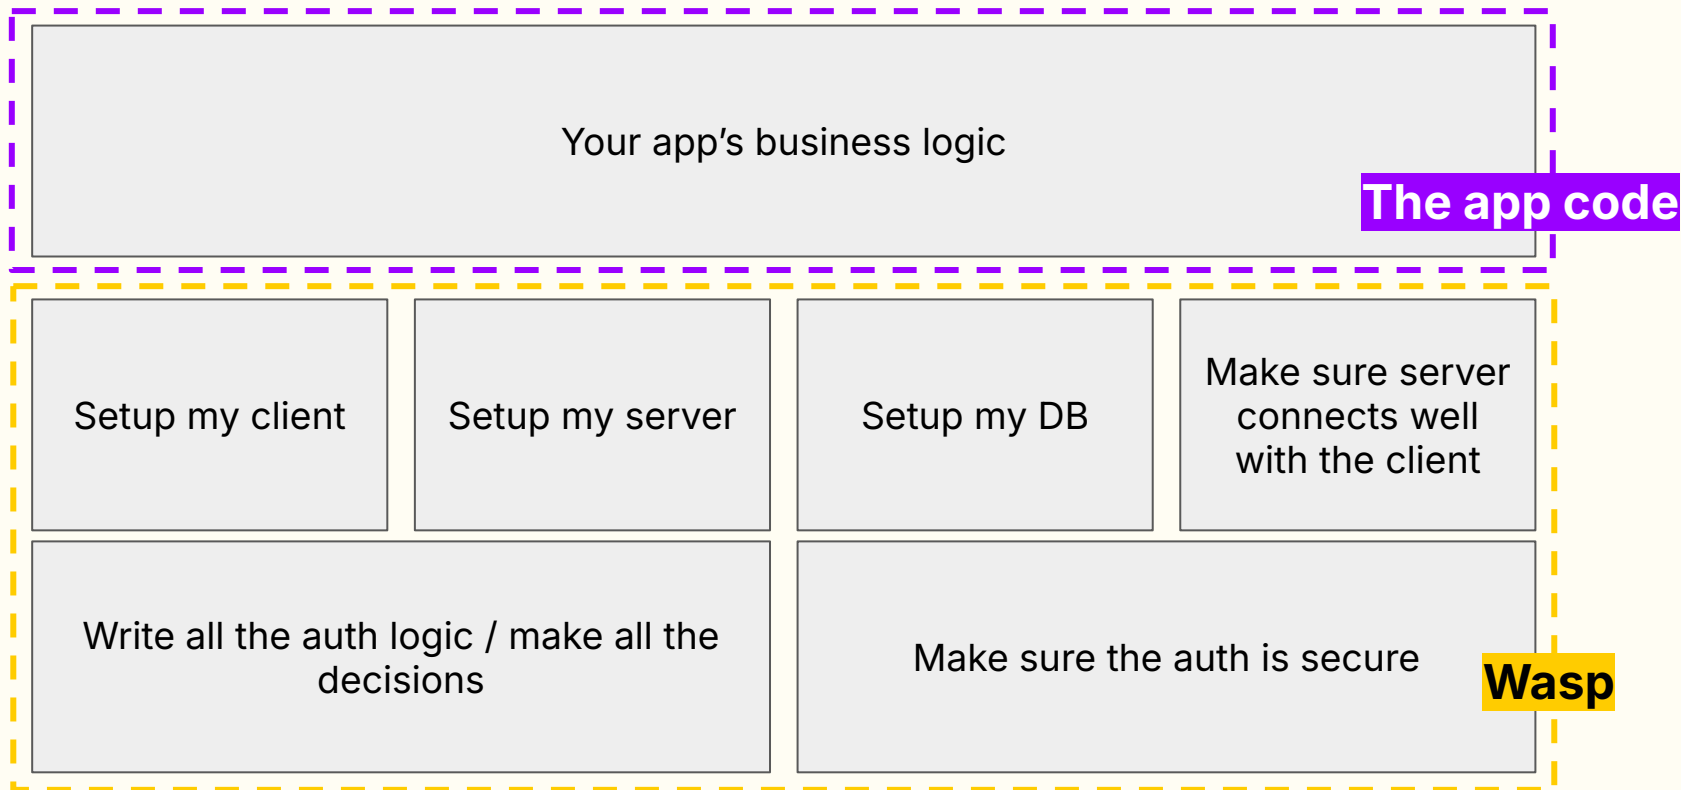 Your app’s business logic
The app code
Setup my client
Setup my server
Setup my DB
Make sure server
connects well
with the client
Write all the auth logic / make all the
decisions
Make sure the auth is secure
Wasp